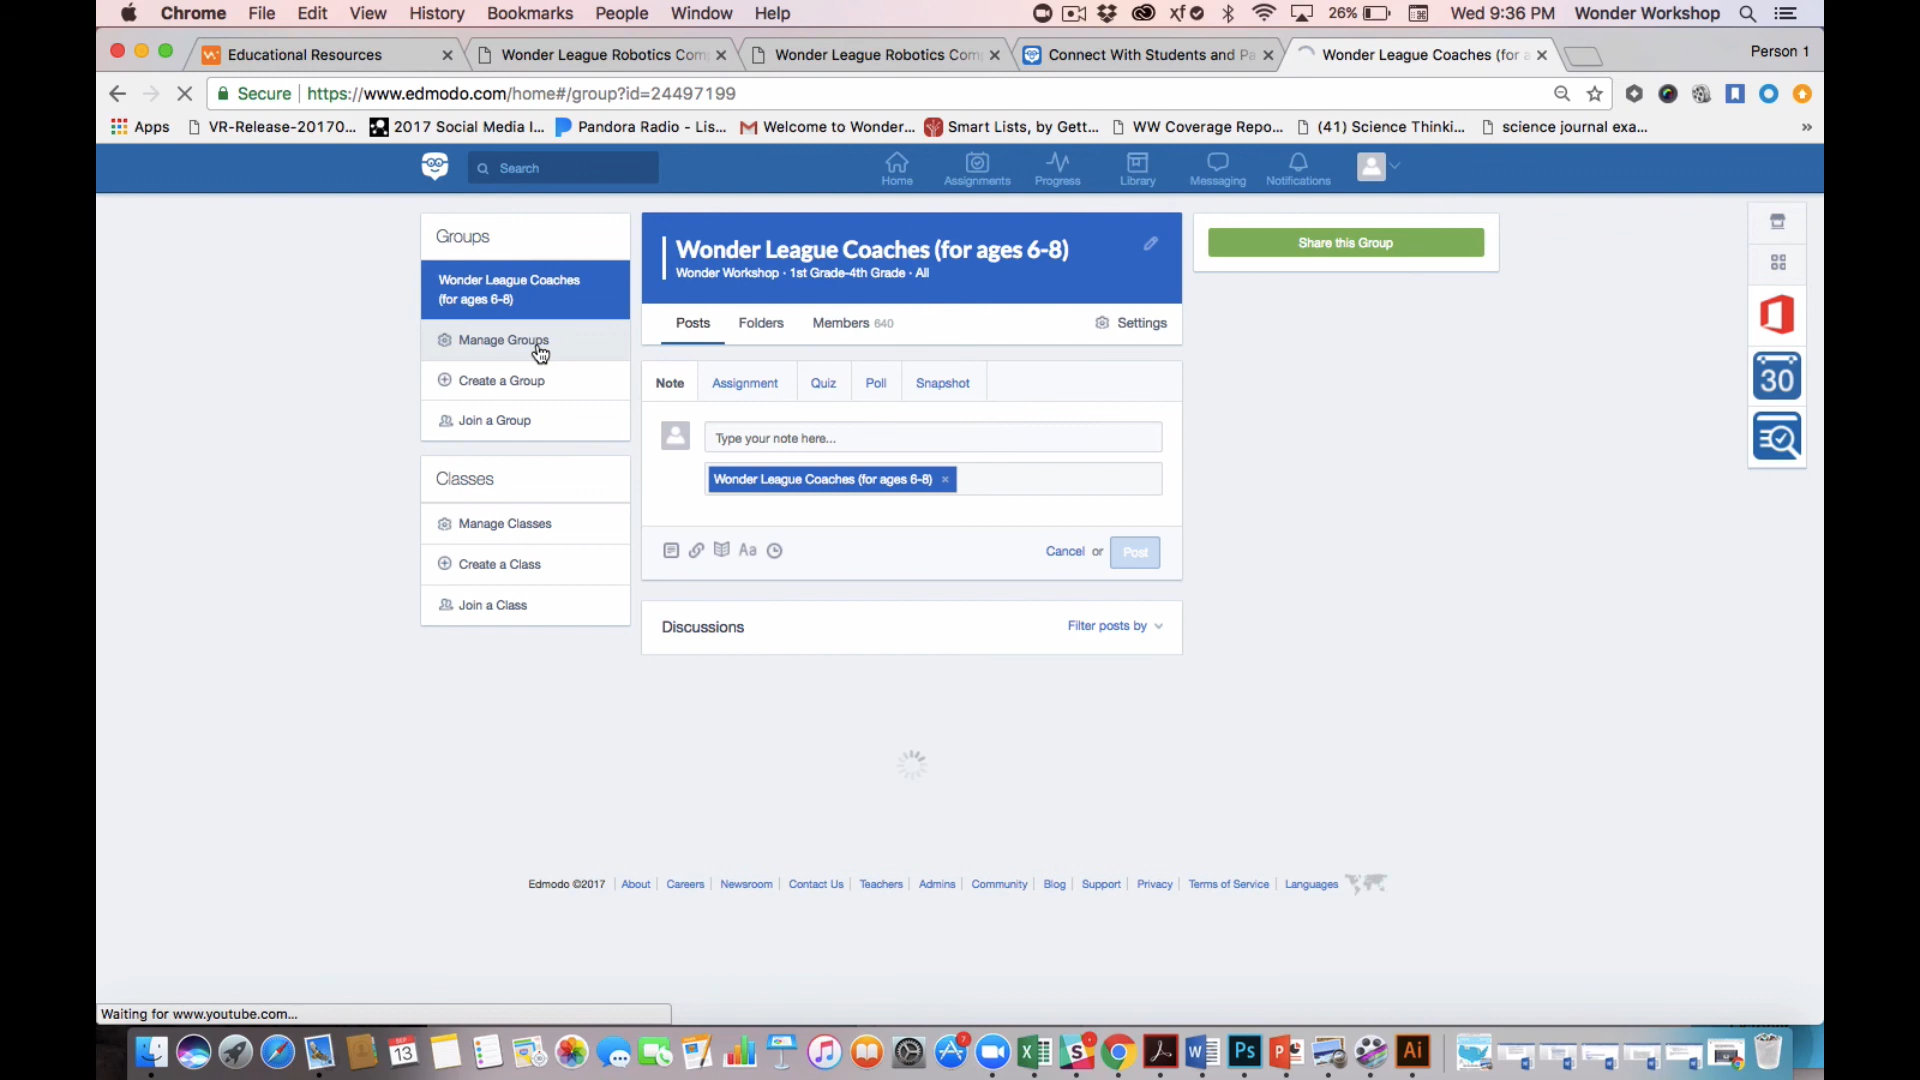 Chrome File Edit View History Bookmarks People Window Help 26% Wed 9:36 PM Wonder Workshop
Educational Resources Wonder League Robotics Com Wonder League Robotics Com Connect With Students and Pa Wonder League Coaches (for a Person 1
Secure https://www.edmodo.com/home#/group?id=24497199
Apps VR-Release-20170... 2017 Social Media I... Pandora Radio - Lis... Welcome to Wonder... Smart Lists, by Gett... WW Coverage Repo... (41) Science Thinki... science journal exa... »
Search Home Assignments Progress Library Messaging Notifications
Groups
Wonder League Coaches
(for ages 6-8)
Manage Groups
Create a Group
Join a Group
Classes
Manage Classes
Create a Class
Join a Class
Wonder League Coaches (for ages 6-8)
Wonder Workshop · 1st Grade-4th Grade · All
Posts Folders Members 640 Settings
Note Assignment Quiz Poll Snapshot
Type your note here...
Wonder League Coaches (for ages 6-8) ×
Aa Cancel or Post
Discussions Filter posts by
Share this Group
30
Edmodo ©2017 About Careers Newsroom Contact Us Teachers Admins Community Blog Support Privacy Terms of Service Languages
Waiting for www.youtube.com...
SEP
13
7
Ps
Ai